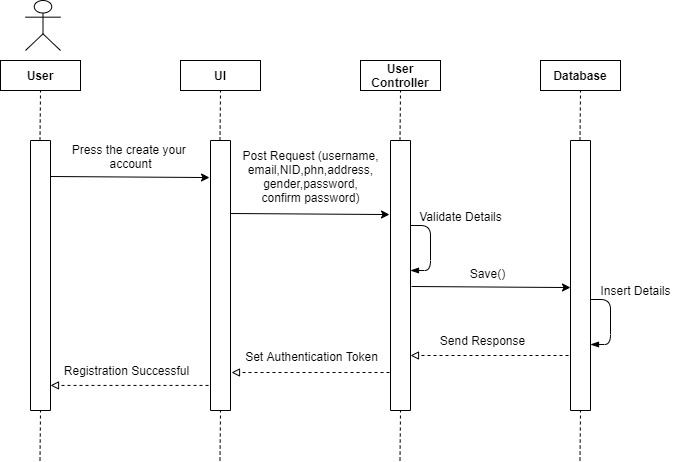 User
UI
User
Controller
Database
Press the create your
account
Post Request (username,
email,NID,phn,address,
gender,password,
confirm password)
Validate Details
Save()
Insert Details
Send Response
Set Authentication Token
Registration Successful